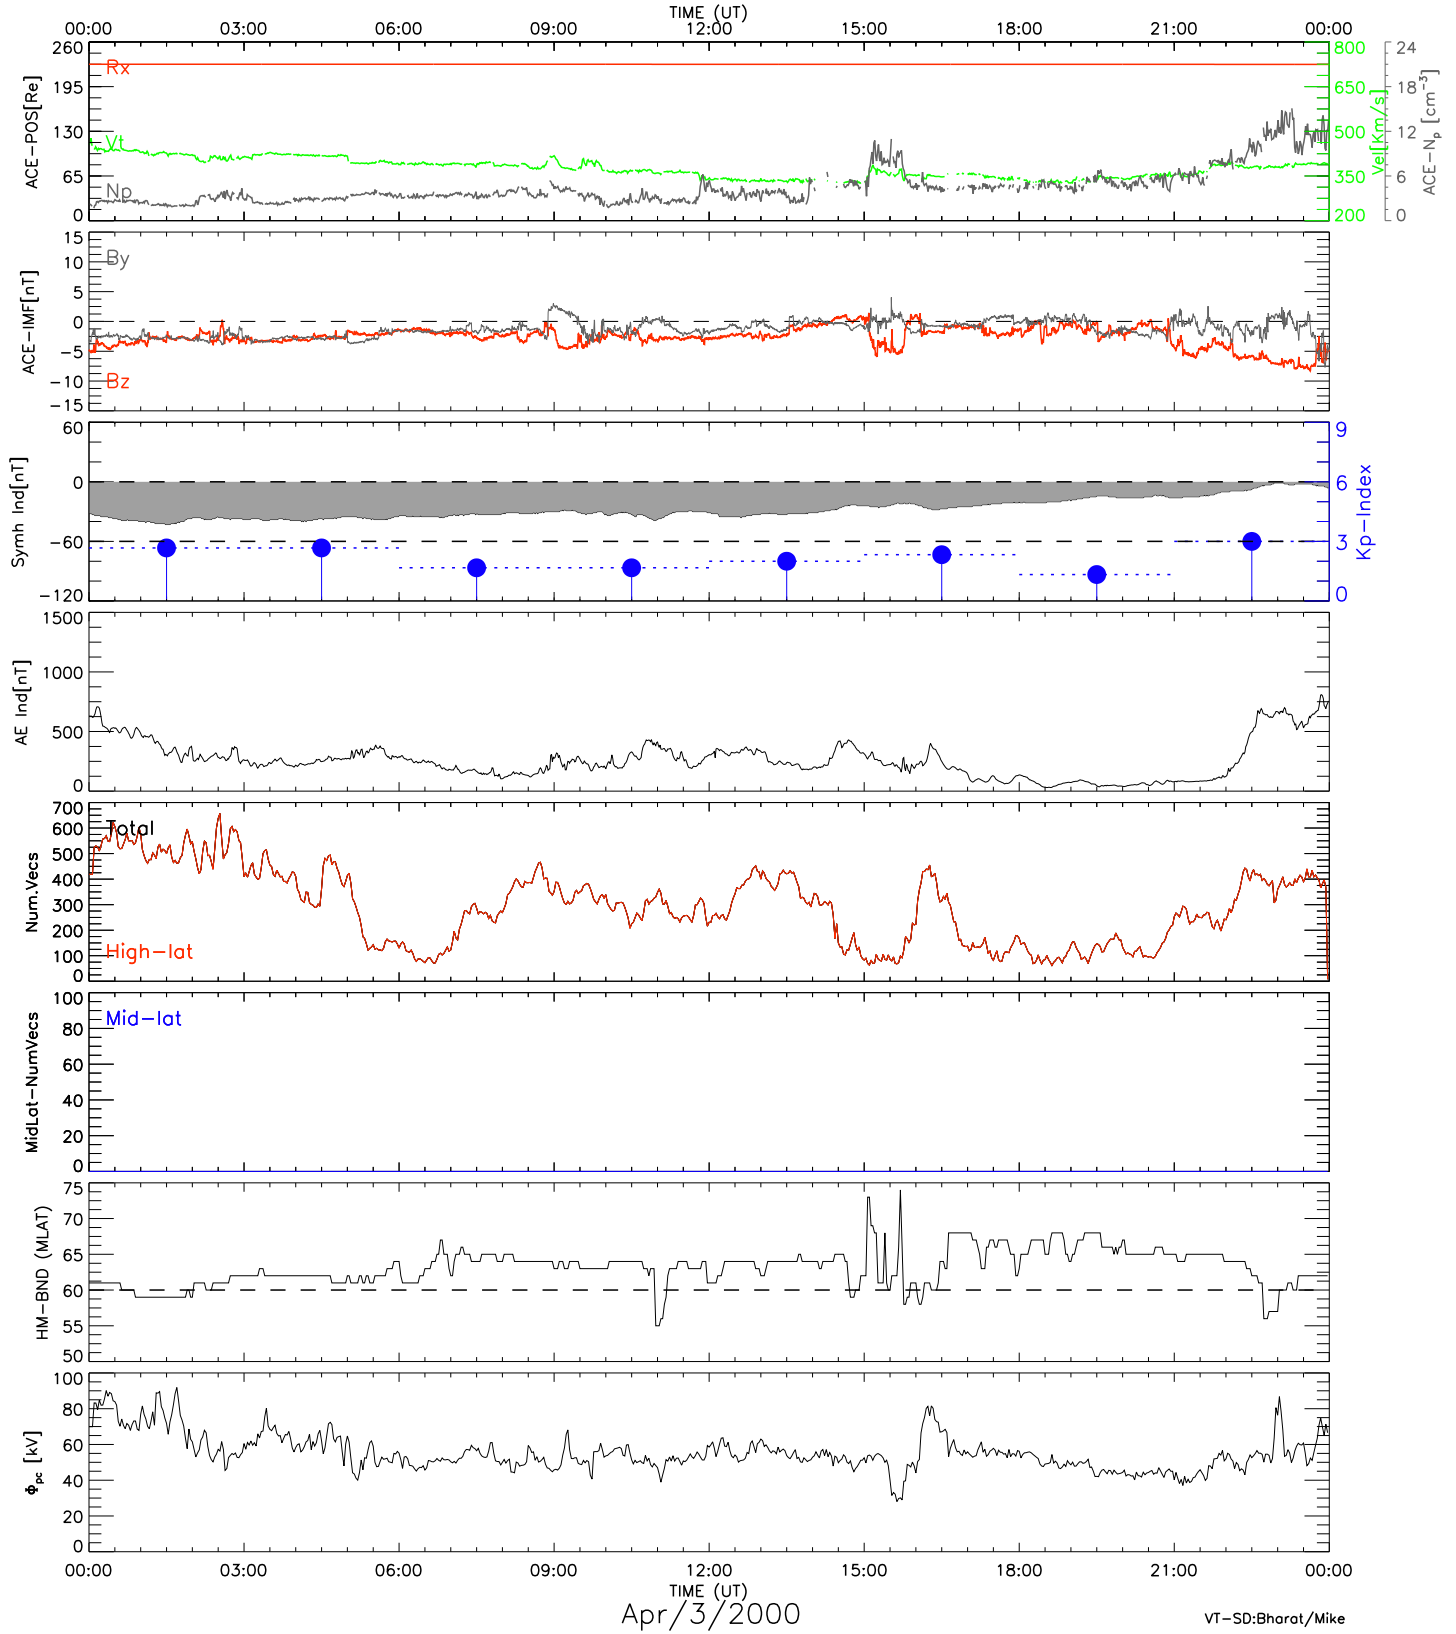 TIME (UT)
00:00 03:00 06:00 09:00 12:00 15:00 18:00 21:00 00:00
260
195
130
65
0
ACE-POS[Re]
Rx
Vt
Np
800
650
500
350
200
Vel[Km/s]
24
18
12
6
0
ACE-Np [cm-3]
15
10
5
0
-5
-10
-15
ACE-IMF[nT]
By
Bz
60
0
-60
-120
Symh Ind[nT]
9
6
3
0
Kp-Index
1500
1000
500
0
AE Ind[nT]
700
600
500
400
300
200
100
0
Num.Vecs
Total
High-lat
100
80
60
40
20
0
MidLat-NumVecs
Mid-lat
75
70
65
60
55
50
HM-BND (MLAT)
100
80
60
40
20
0
Φpc [kV]
00:00 03:00 06:00 09:00 12:00 15:00 18:00 21:00 00:00
TIME (UT)
Apr/3/2000
VT-SD:Bharat/Mike